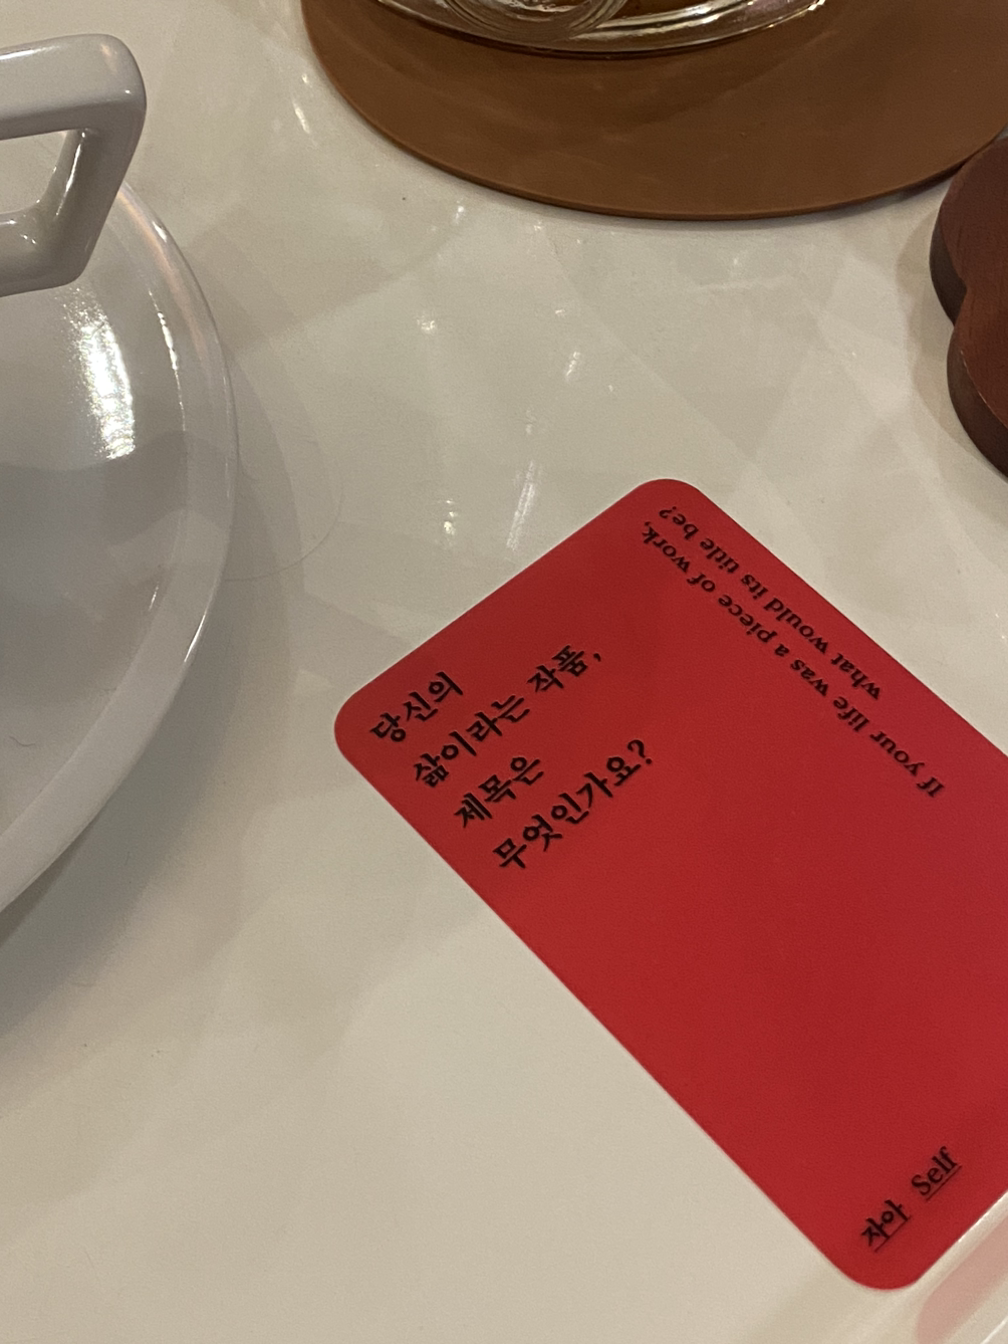 당신의
삶이라는 작품,
제목은
무엇인가요?
If your life was a piece of work,
what would its title be?
자아 Self